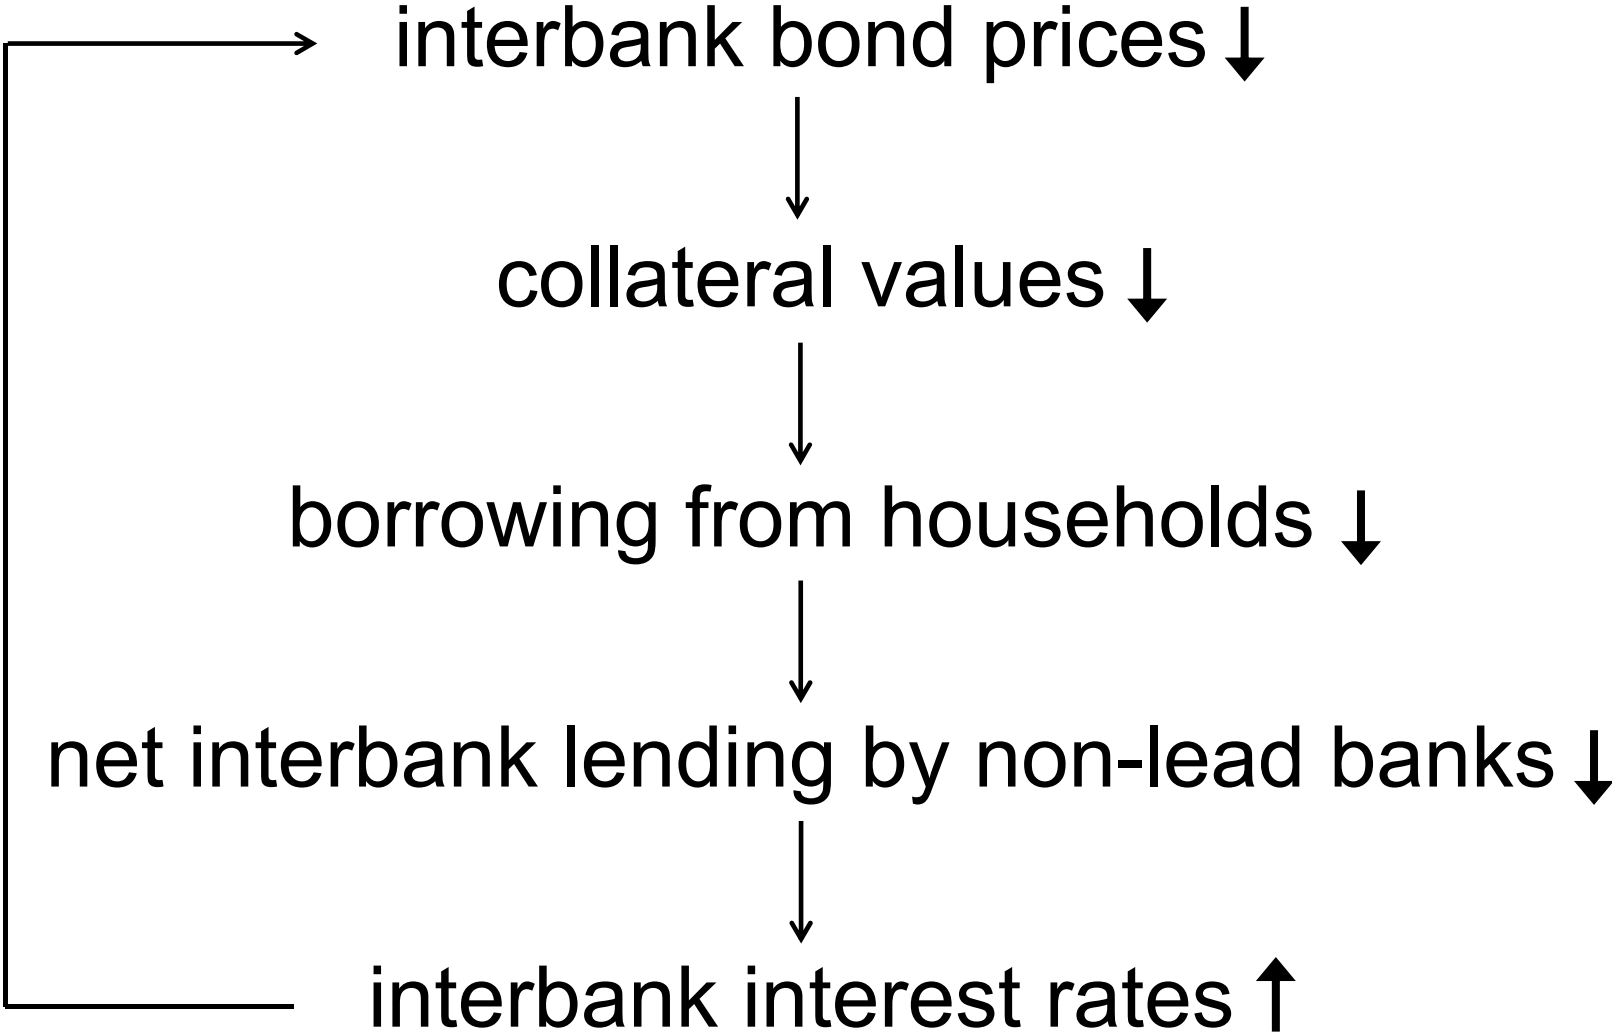 interbank bond prices ↓
collateral values ↓
borrowing from households ↓
net interbank lending by non-lead banks ↓
interbank interest rates ↑